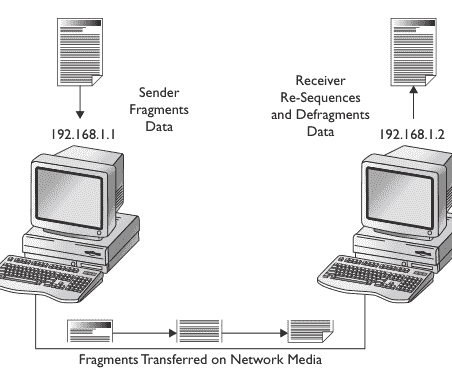 Sender
Fragments
Data
192.168.1.1
Receiver
Re-Sequences
and Defragments
Data
192.168.1.2
Fragments Transferred on Network Media